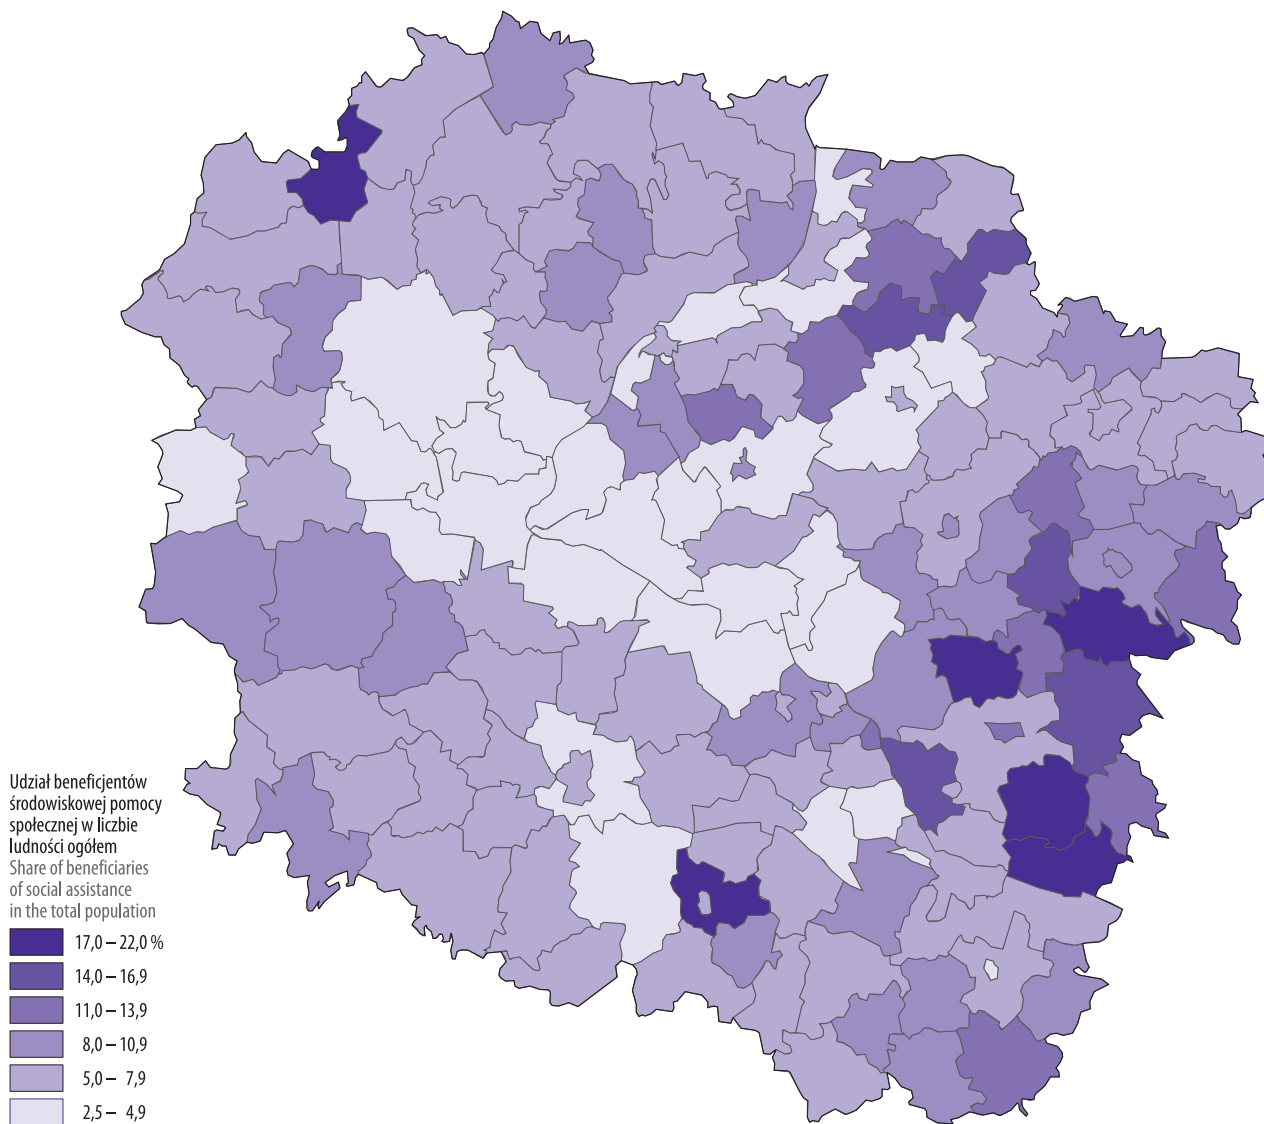 Udział beneficjentów
środowiskowej pomocy
społecznej w liczbie
ludności ogółem
Share of beneficiaries
of social assistance
in the total population
17,0 – 22,0 %
14,0 – 16,9
11,0 – 13,9
8,0 – 10,9
5,0 – 7,9
2,5 – 4,9